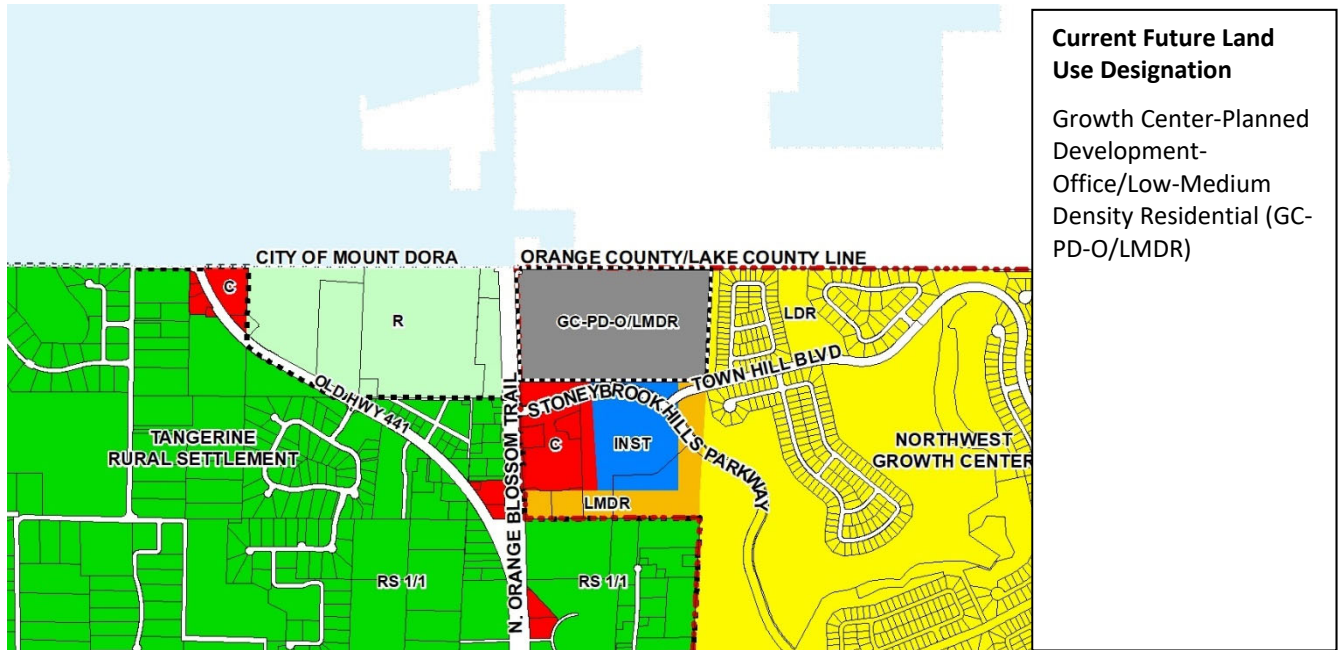 Current Future Land
Use Designation
Growth Center-Planned
Development-
Office/Low-Medium
Density Residential (GC-
PD-O/LMDR)
CITY OF MOUNT DORA
ORANGE COUNTY/LAKE COUNTY LINE
C
R
GC-PD-O/LMDR
LDR
TOWN HILL BLVD
OLD HWY 441
N. ORANGE BLOSSOM TRAIL
STONEYBROOK HILLS PARKWAY
TANGERINE
RURAL SETTLEMENT
C
INST
NORTHWEST
GROWTH CENTER
LMDR
RS 1/1
RS 1/1